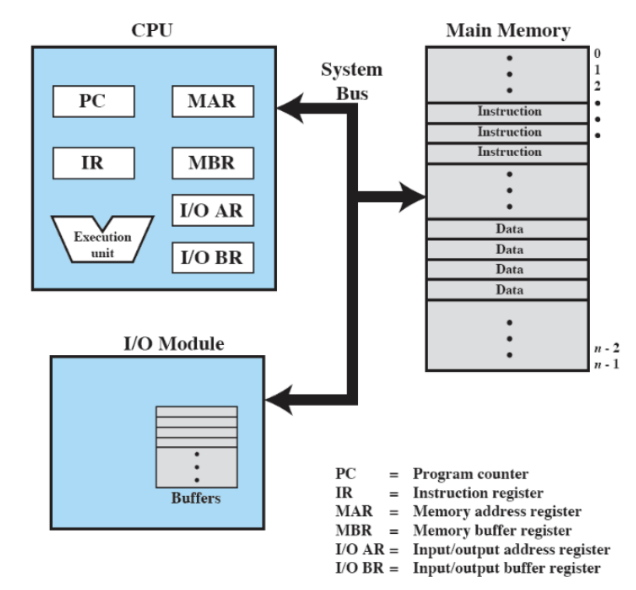 CPU
PC
MAR
IR
MBR
I/O AR
Execution
unit
I/O BR
System
Bus
Main Memory
0
1
2
Instruction
Instruction
Instruction
Data
Data
Data
Data
n - 2
n - 1
I/O Module
Buffers
PC = Program counter
IR = Instruction register
MAR = Memory address register
MBR = Memory buffer register
I/O AR = Input/output address register
I/O BR = Input/output buffer register